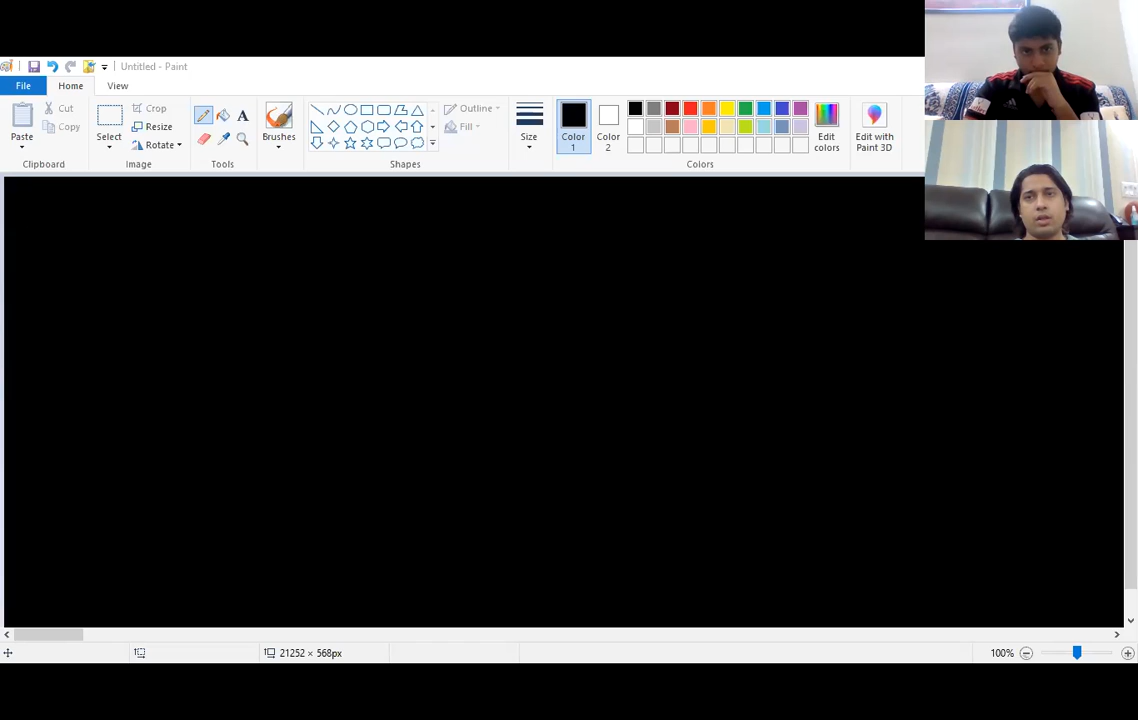 Untitled - Paint
File Home View
Paste
Cut
Copy
Clipboard
Select
Crop
Resize
Rotate
Image
Tools
Brushes
Shapes
Outline
Fill
Size
Color 1
Color 2
Colors
Edit colors
Edit with Paint 3D
21252 × 568px
100%